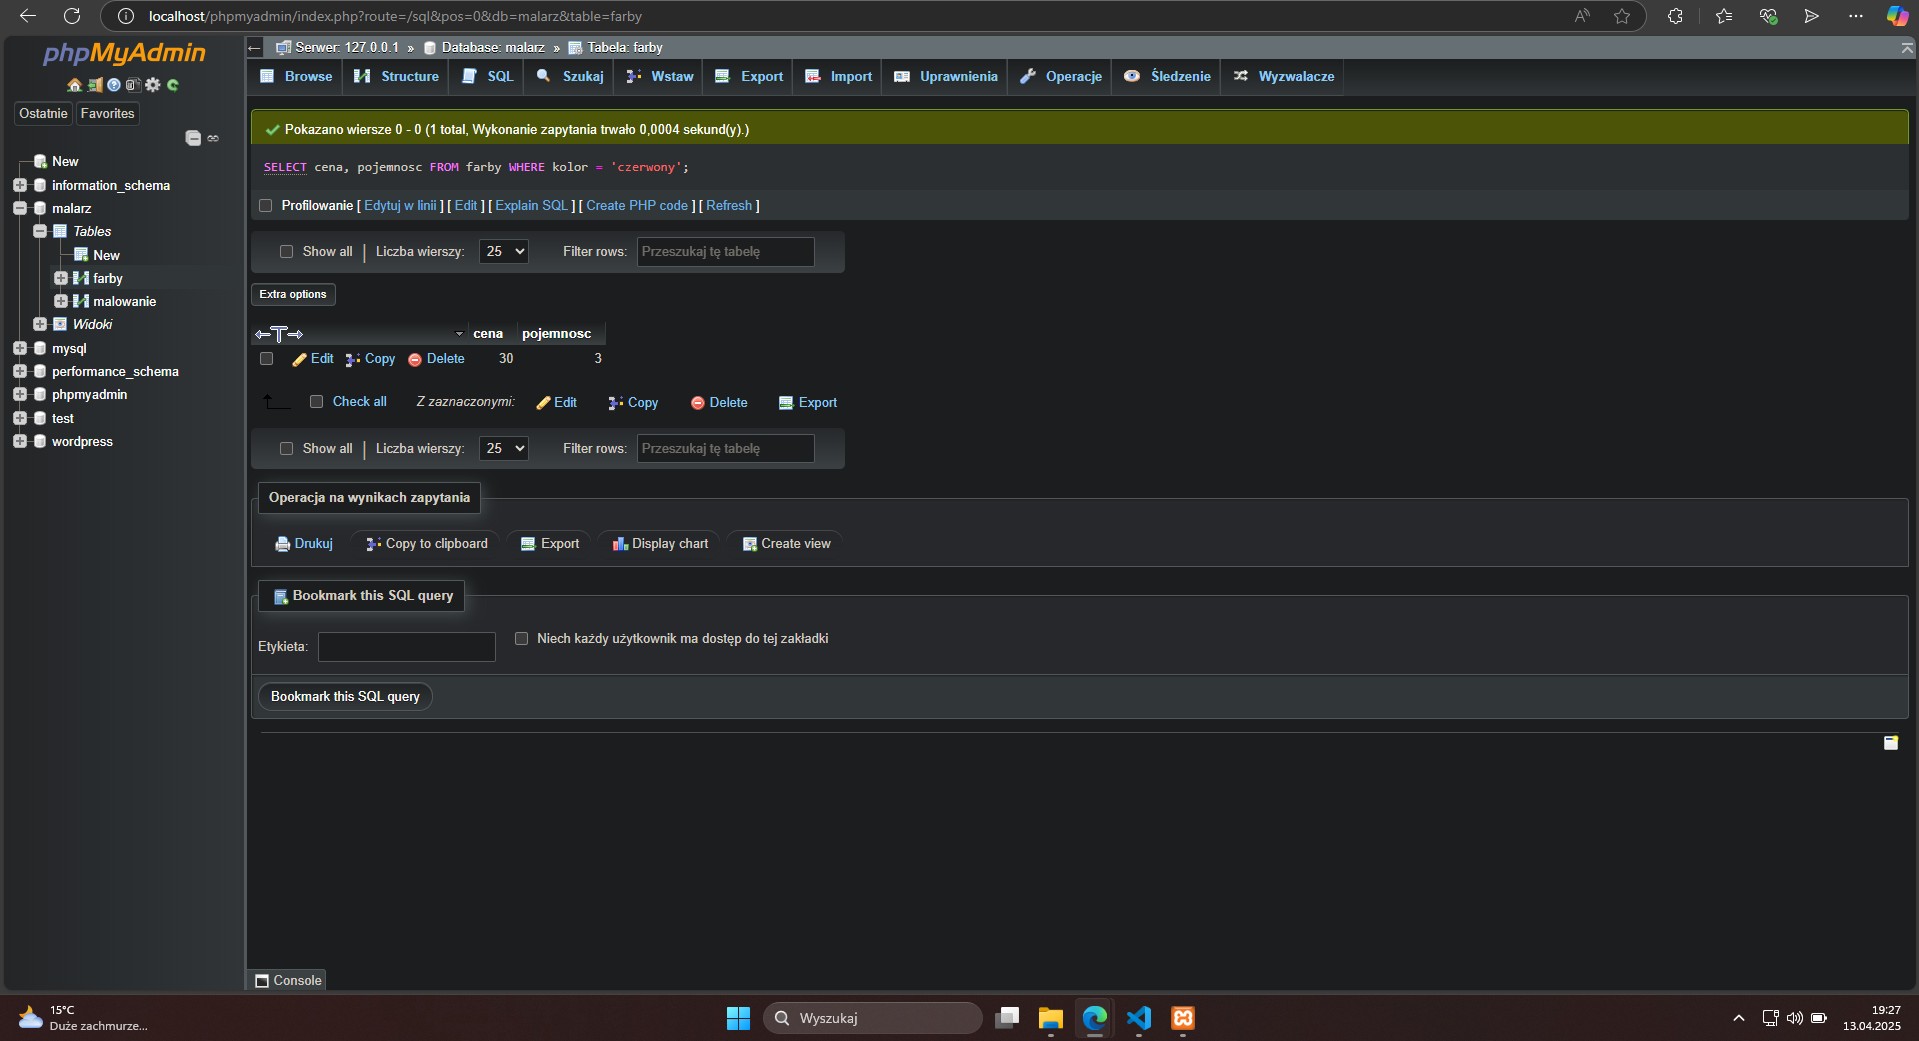 localhost/phpmyadmin/index.php?route=/sql&pos=0&db=malarz&table=farby
phpMyAdmin
Ostatnie Favorites
New
information_schema
malarz
Tables
New
farby
malowanie
Widoki
mysql
performance_schema
phpmyadmin
test
wordpress
Serwer: 127.0.0.1 » Database: malarz » Tabela: farby
Browse Structure SQL Szukaj Wstaw Export Import Uprawnienia Operacje Śledzenie Wyzwalacze
Pokazano wiersze 0 - 0 (1 total, Wykonanie zapytania trwało 0,0004 sekund(y).)
SELECT cena, pojemnosc FROM farby WHERE kolor = 'czerwony';
Profilowanie [ Edytuj w linii ] [ Edit ] [ Explain SQL ] [ Create PHP code ] [ Refresh ]
Show all | Liczba wierszy: 25 Filter rows: Przeszukaj tę tabelę
Extra options
←T→ cena pojemnosc
Edit Copy Delete 30 3
Check all Z zaznaczonymi: Edit Copy Delete Export
Show all | Liczba wierszy: 25 Filter rows: Przeszukaj tę tabelę
Operacja na wynikach zapytania
Drukuj Copy to clipboard Export Display chart Create view
Bookmark this SQL query
Etykieta: Niech każdy użytkownik ma dostęp do tej zakładki
Bookmark this SQL query
Console
15°C
Duże zachmurze...
Wyszukaj
19:27
13.04.2025